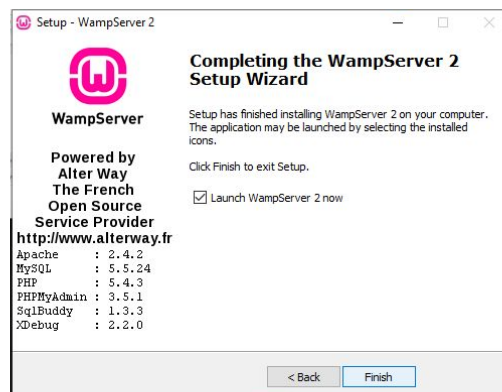 Setup - WampServer 2
WampServer
Powered by
Alter Way
The French
Open Source
Service Provider
http://www.alterway.fr
Apache : 2.4.2
MySQL : 5.5.24
PHP : 5.4.3
PHPMyAdmin : 3.5.1
SqlBuddy : 1.3.3
XDebug : 2.2.0
Completing the WampServer 2
Setup Wizard
Setup has finished installing WampServer 2 on your computer.
The application may be launched by selecting the installed
icons.
Click Finish to exit Setup.
Launch WampServer 2 now
< Back
Finish